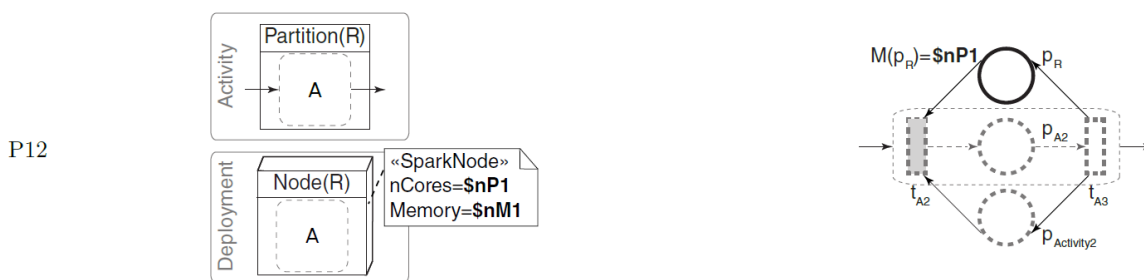 P12
Activity
Partition(R)
A
Deployment
Node(R)
A
«SparkNode»
nCores=$nP1
Memory=$nM1
M(pR)=$nP1
pR
pA2
tA2
tA3
pActivity2